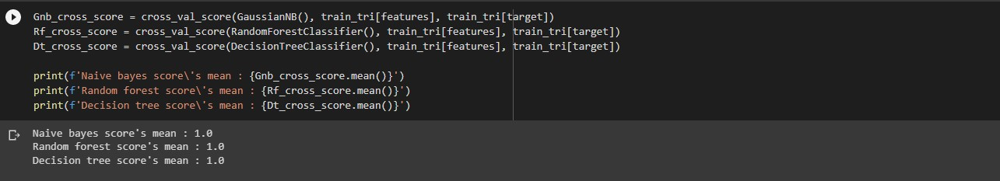 Gnb_cross_score = cross_val_score(GaussianNB(), train_tri[features], train_tri[target])
Rf_cross_score = cross_val_score(RandomForestClassifier(), train_tri[features], train_tri[target])
Dt_cross_score = cross_val_score(DecisionTreeClassifier(), train_tri[features], train_tri[target])
print(f'Naive bayes score\'s mean : {Gnb_cross_score.mean()}')
print(f'Random forest score\'s mean : {Rf_cross_score.mean()}')
print(f'Decision tree score\'s mean : {Dt_cross_score.mean()}')
Naive bayes score's mean : 1.0
Random forest score's mean : 1.0
Decision tree score's mean : 1.0